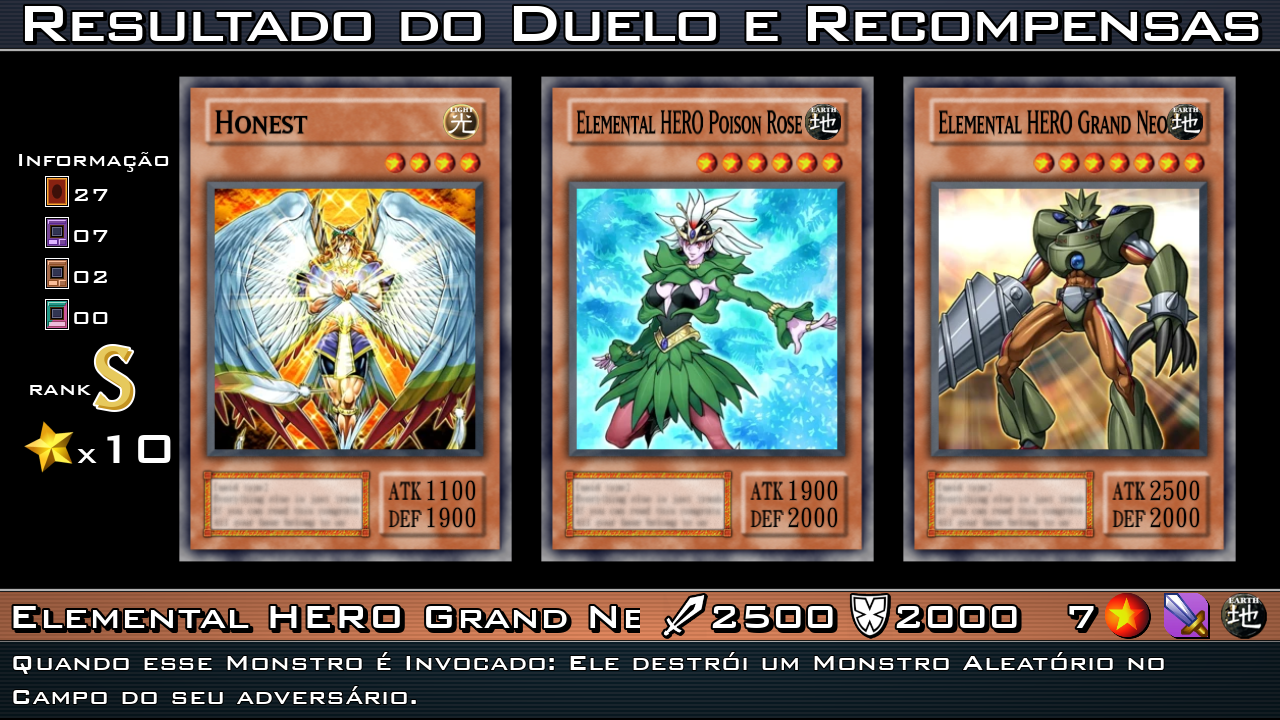 Resultado do Duelo e Recompensas
Informação
27
07
02
00
RANK S
x10
Honest
LIGHT
光
ATK 1100
DEF 1900
Elemental HERO Poison Rose
EARTH
地
ATK 1900
DEF 2000
Elemental HERO Grand Neo
EARTH
地
ATK 2500
DEF 2000
Elemental HERO Grand Ne 2500 2000 7 EARTH 地
Quando esse Monstro é Invocado: Ele destrói um Monstro Aleatório no
Campo do seu adversário.